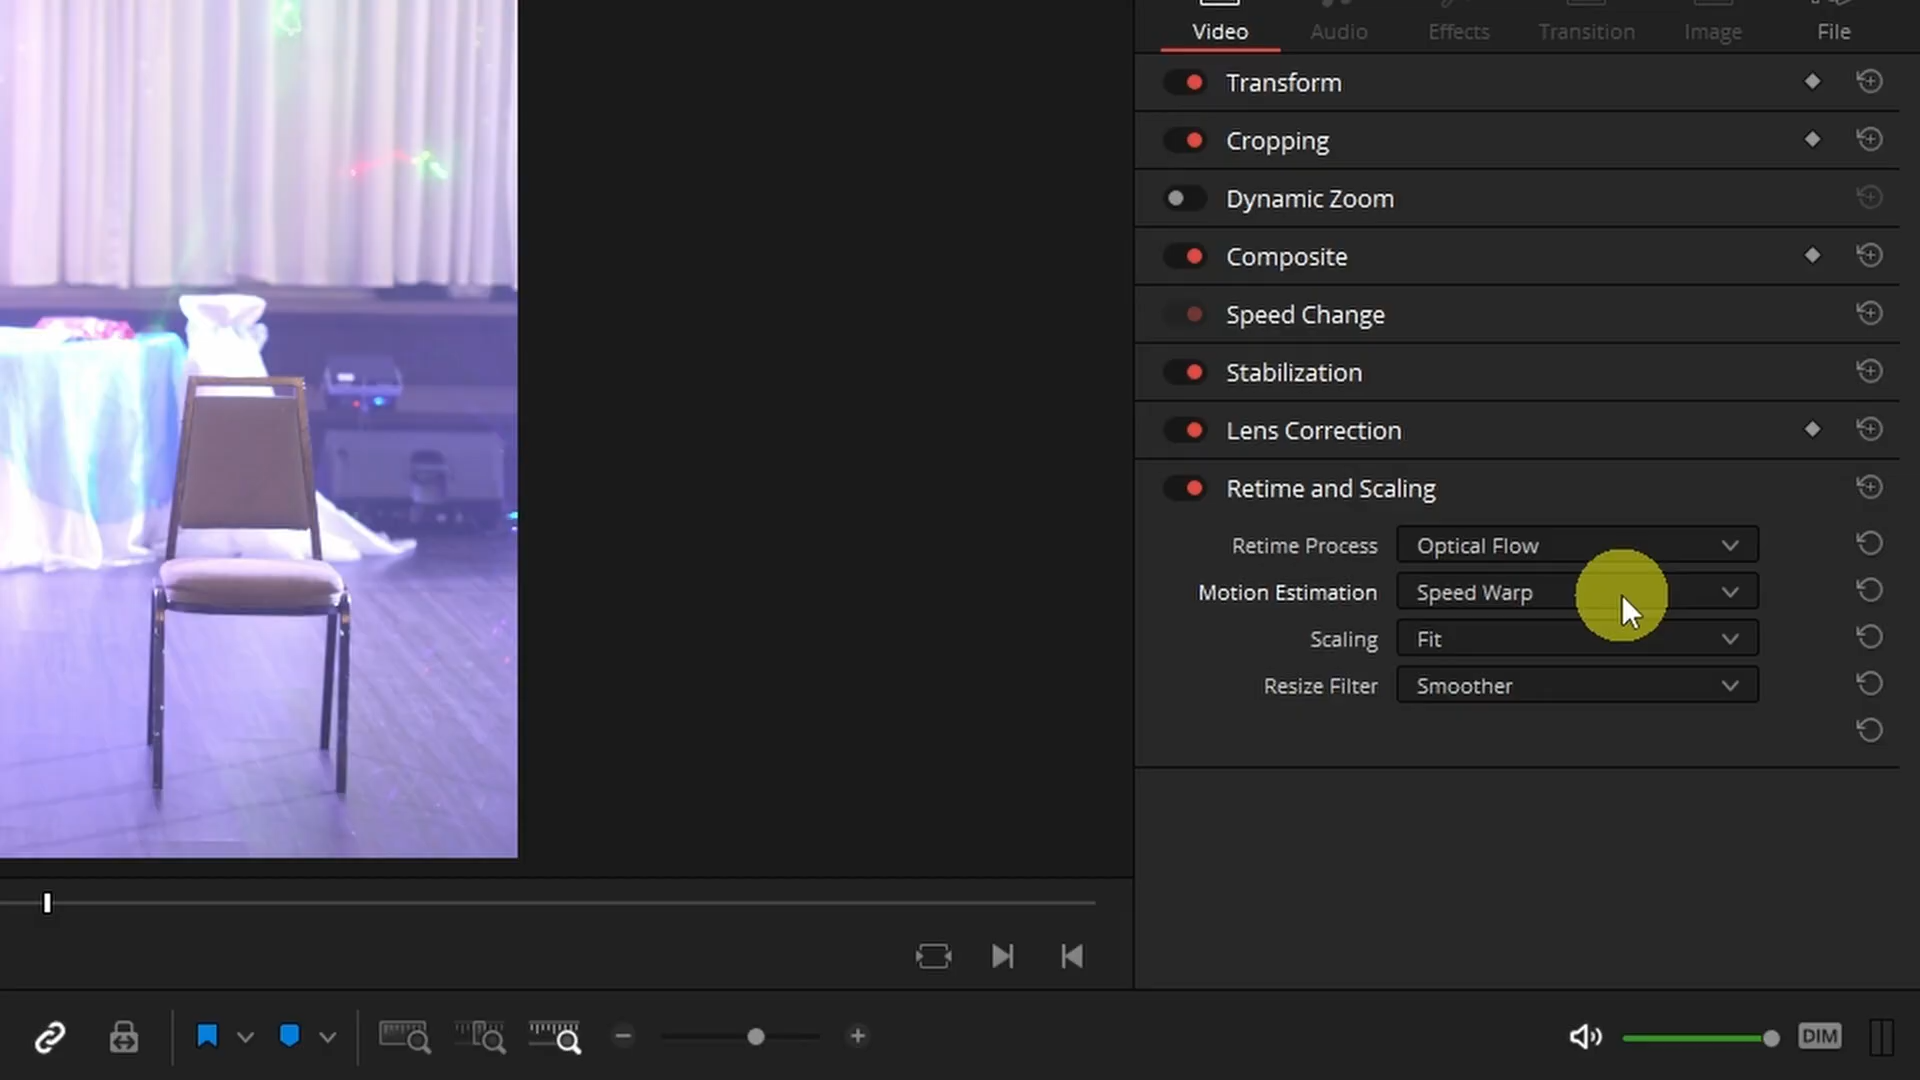 Video Audio Effects Transition Image File
Transform
Cropping
Dynamic Zoom
Composite
Speed Change
Stabilization
Lens Correction
Retime and Scaling
Retime Process Optical Flow
Motion Estimation Speed Warp
Scaling Fit
Resize Filter Smoother
DIM